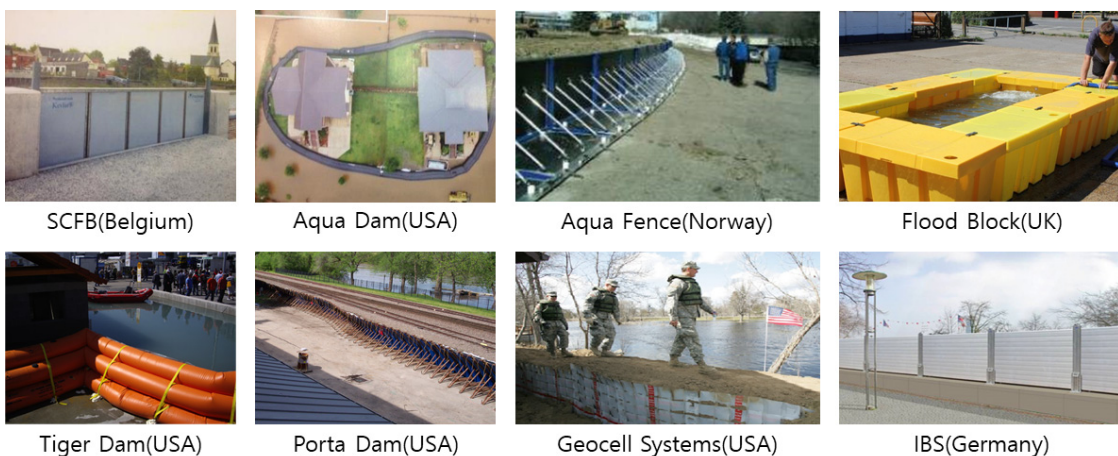 SCFB(Belgium)
Aqua Dam(USA)
Aqua Fence(Norway)
Flood Block(UK)
Tiger Dam(USA)
Porta Dam(USA)
Geocell Systems(USA)
IBS(Germany)